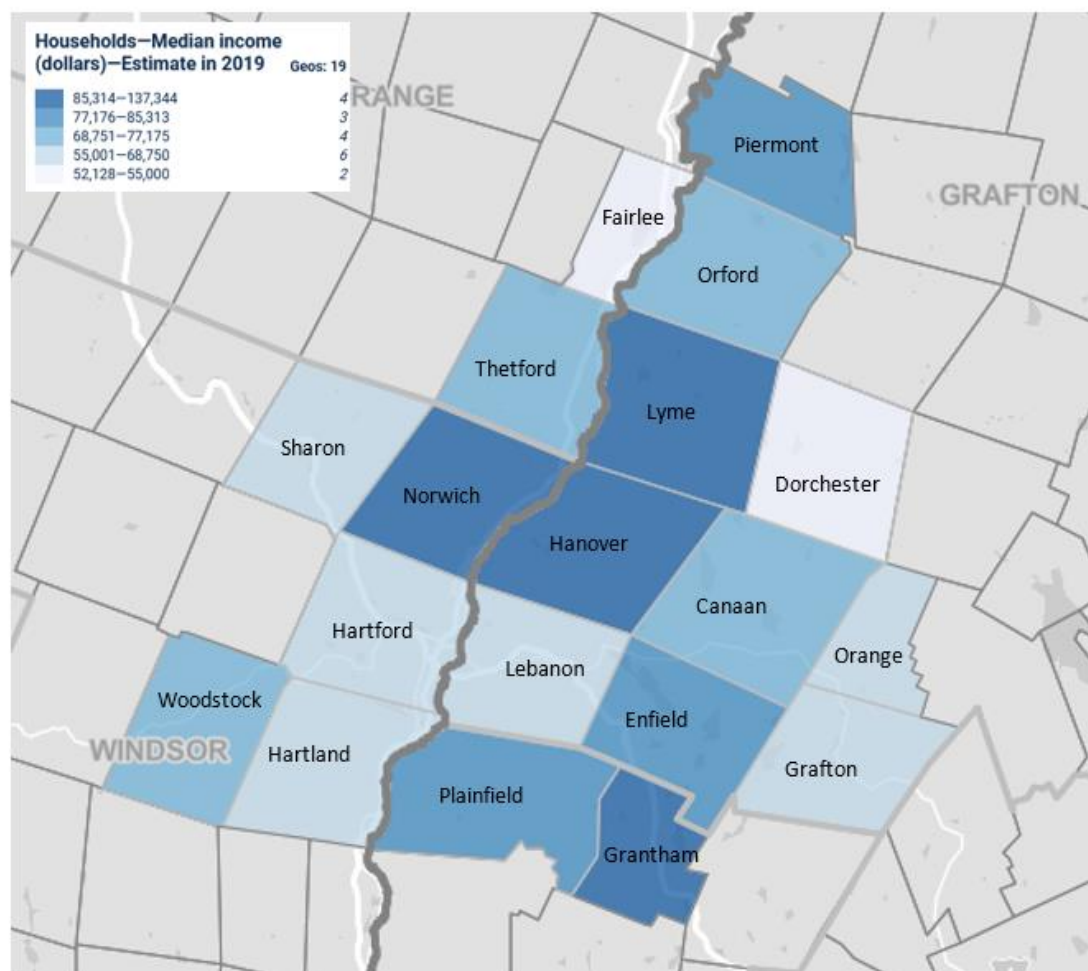 Households—Median income
(dollars)—Estimate in 2019 Geos: 19
85,314—137,344 4
77,176—85,313 3
68,751—77,175 4
55,001—68,750 6
52,128—55,000 2
RANGE
Piermont
GRAFTON
Fairlee
Orford
Thetford
Lyme
Sharon
Dorchester
Norwich
Hanover
Canaan
Hartford
Orange
Lebanon
Woodstock
Enfield
WINDSOR
Hartland
Grafton
Plainfield
Grantham